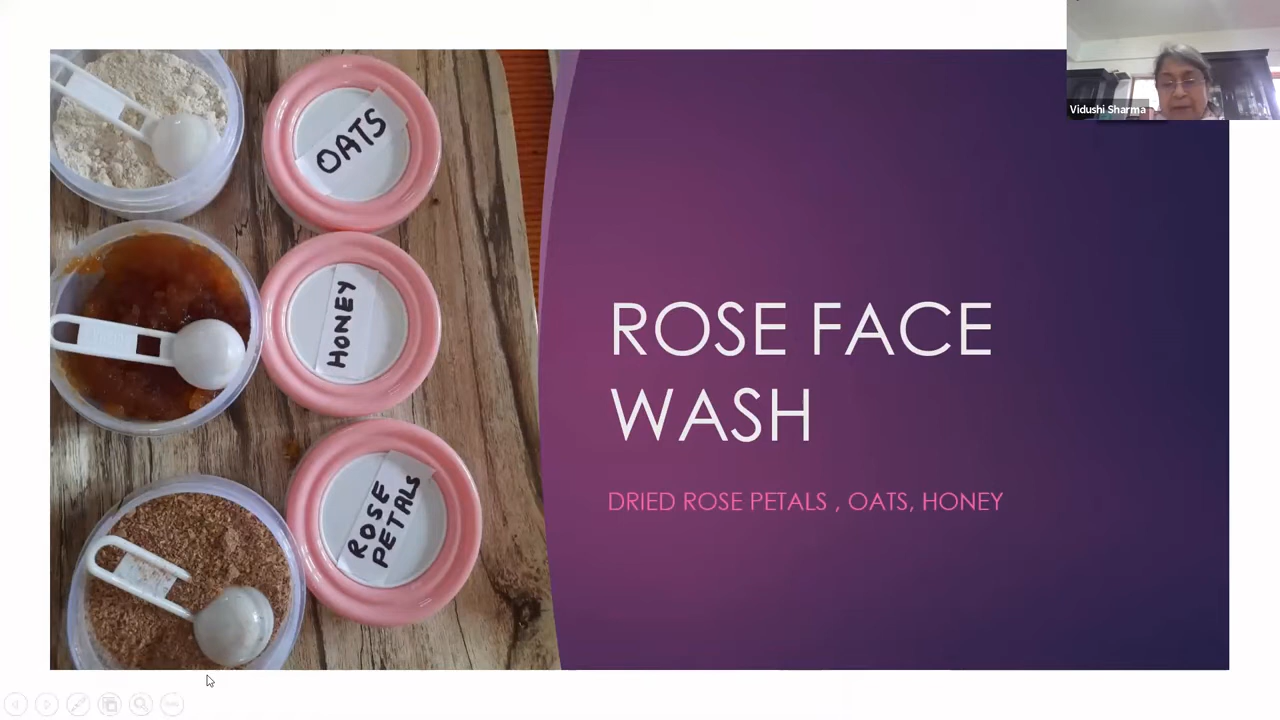 Vidushi Sharma
OATS
HONEY
ROSE
PETALS
ROSE FACE
WASH
DRIED ROSE PETALS , OATS, HONEY